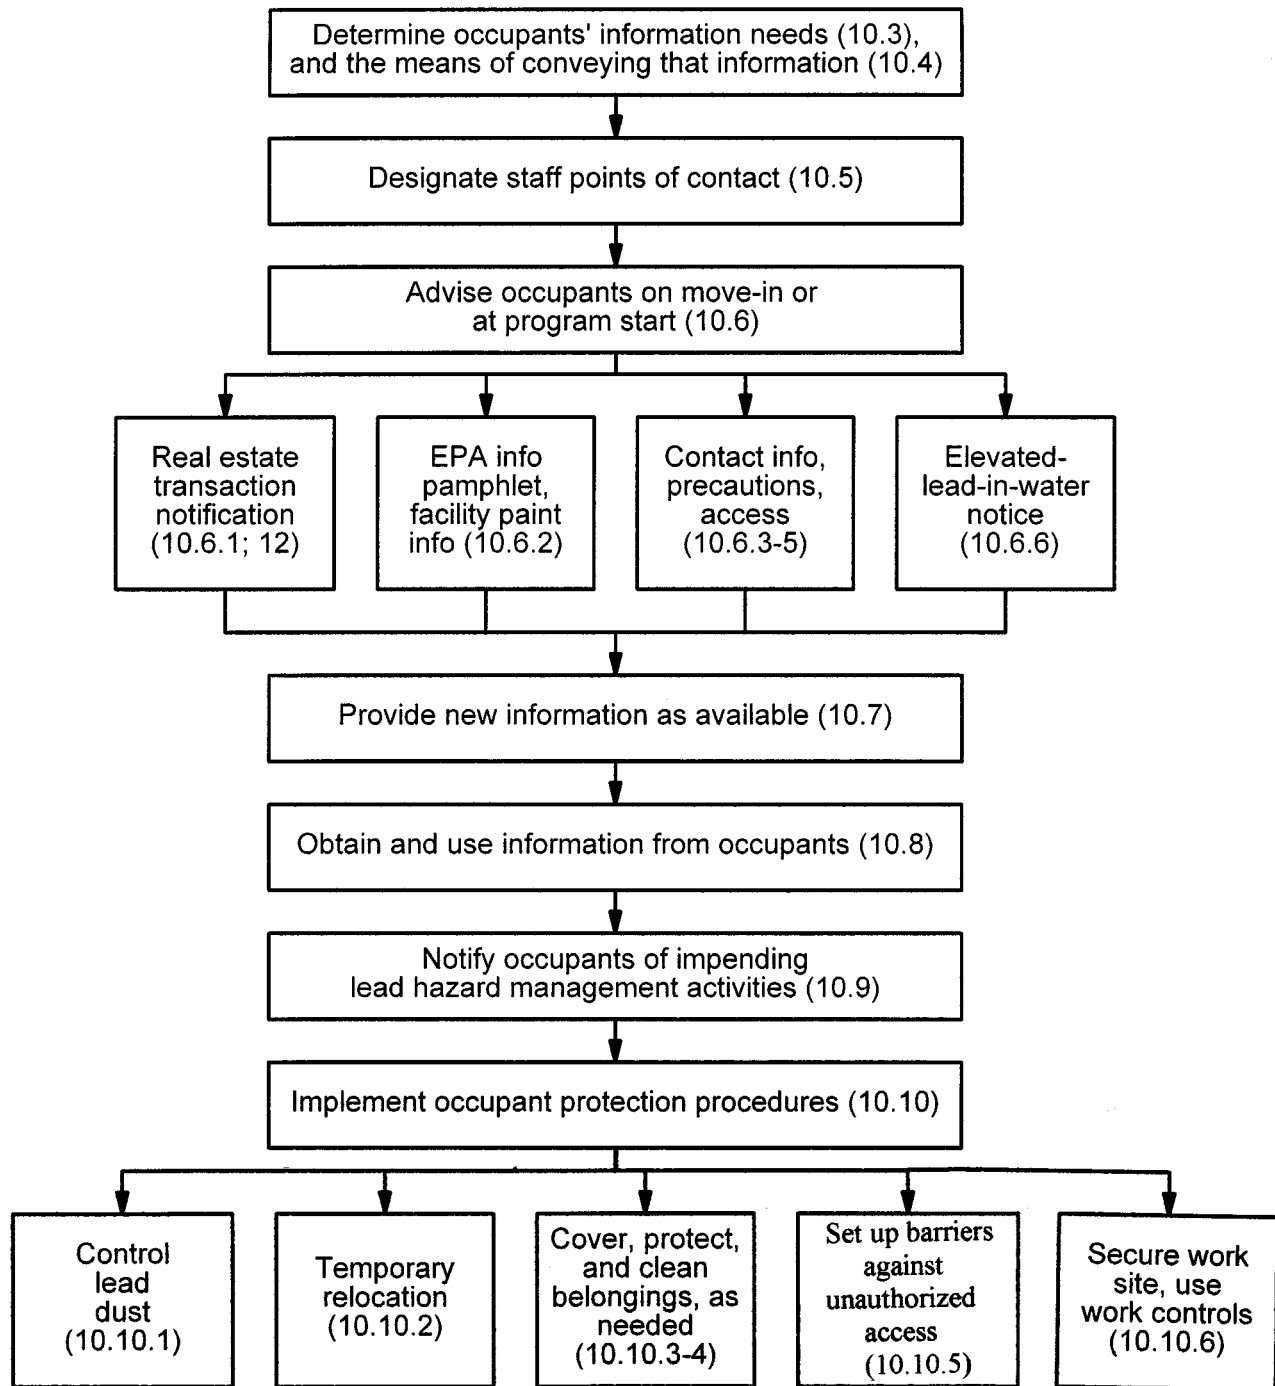 Determine occupants' information needs (10.3),
and the means of conveying that information (10.4)
Designate staff points of contact (10.5)
Advise occupants on move-in or
at program start (10.6)
Real estate
transaction
notification
(10.6.1; 12)
EPA info
pamphlet,
facility paint
info (10.6.2)
Contact info,
precautions,
access
(10.6.3-5)
Elevated-
lead-in-water
notice
(10.6.6)
Provide new information as available (10.7)
Obtain and use information from occupants (10.8)
Notify occupants of impending
lead hazard management activities (10.9)
Implement occupant protection procedures (10.10)
Control
lead
dust
(10.10.1)
Temporary
relocation
(10.10.2)
Cover, protect,
and clean
belongings, as
needed
(10.10.3-4)
Set up barriers
against
unauthorized
access
(10.10.5)
Secure work
site, use
work controls
(10.10.6)